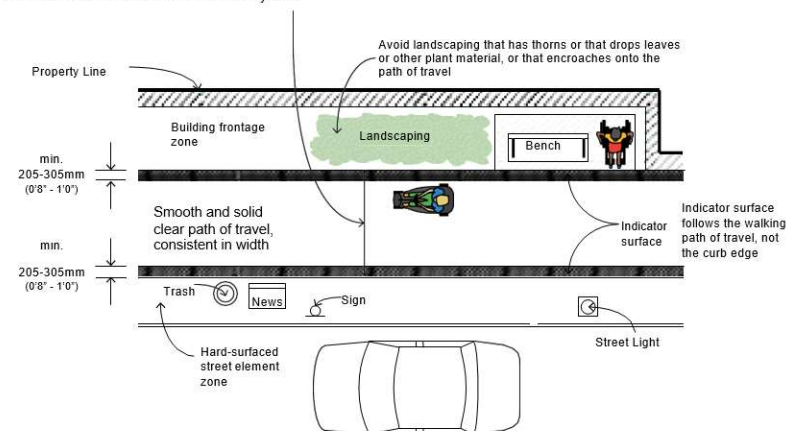 Avoid landscaping that has thorns or that drops leaves
or other plant material, or that encroaches onto the
path of travel
Property Line
Building frontage
zone
Landscaping
Bench
min.
205-305mm
(0'8" - 1'0")
Smooth and solid
clear path of travel,
consistent in width
Indicator
surface
Indicator surface
follows the walking
path of travel, not
the curb edge
min.
205-305mm
(0'8" - 1'0")
Trash
News
Sign
Street Light
Hard-surfaced
street element
zone